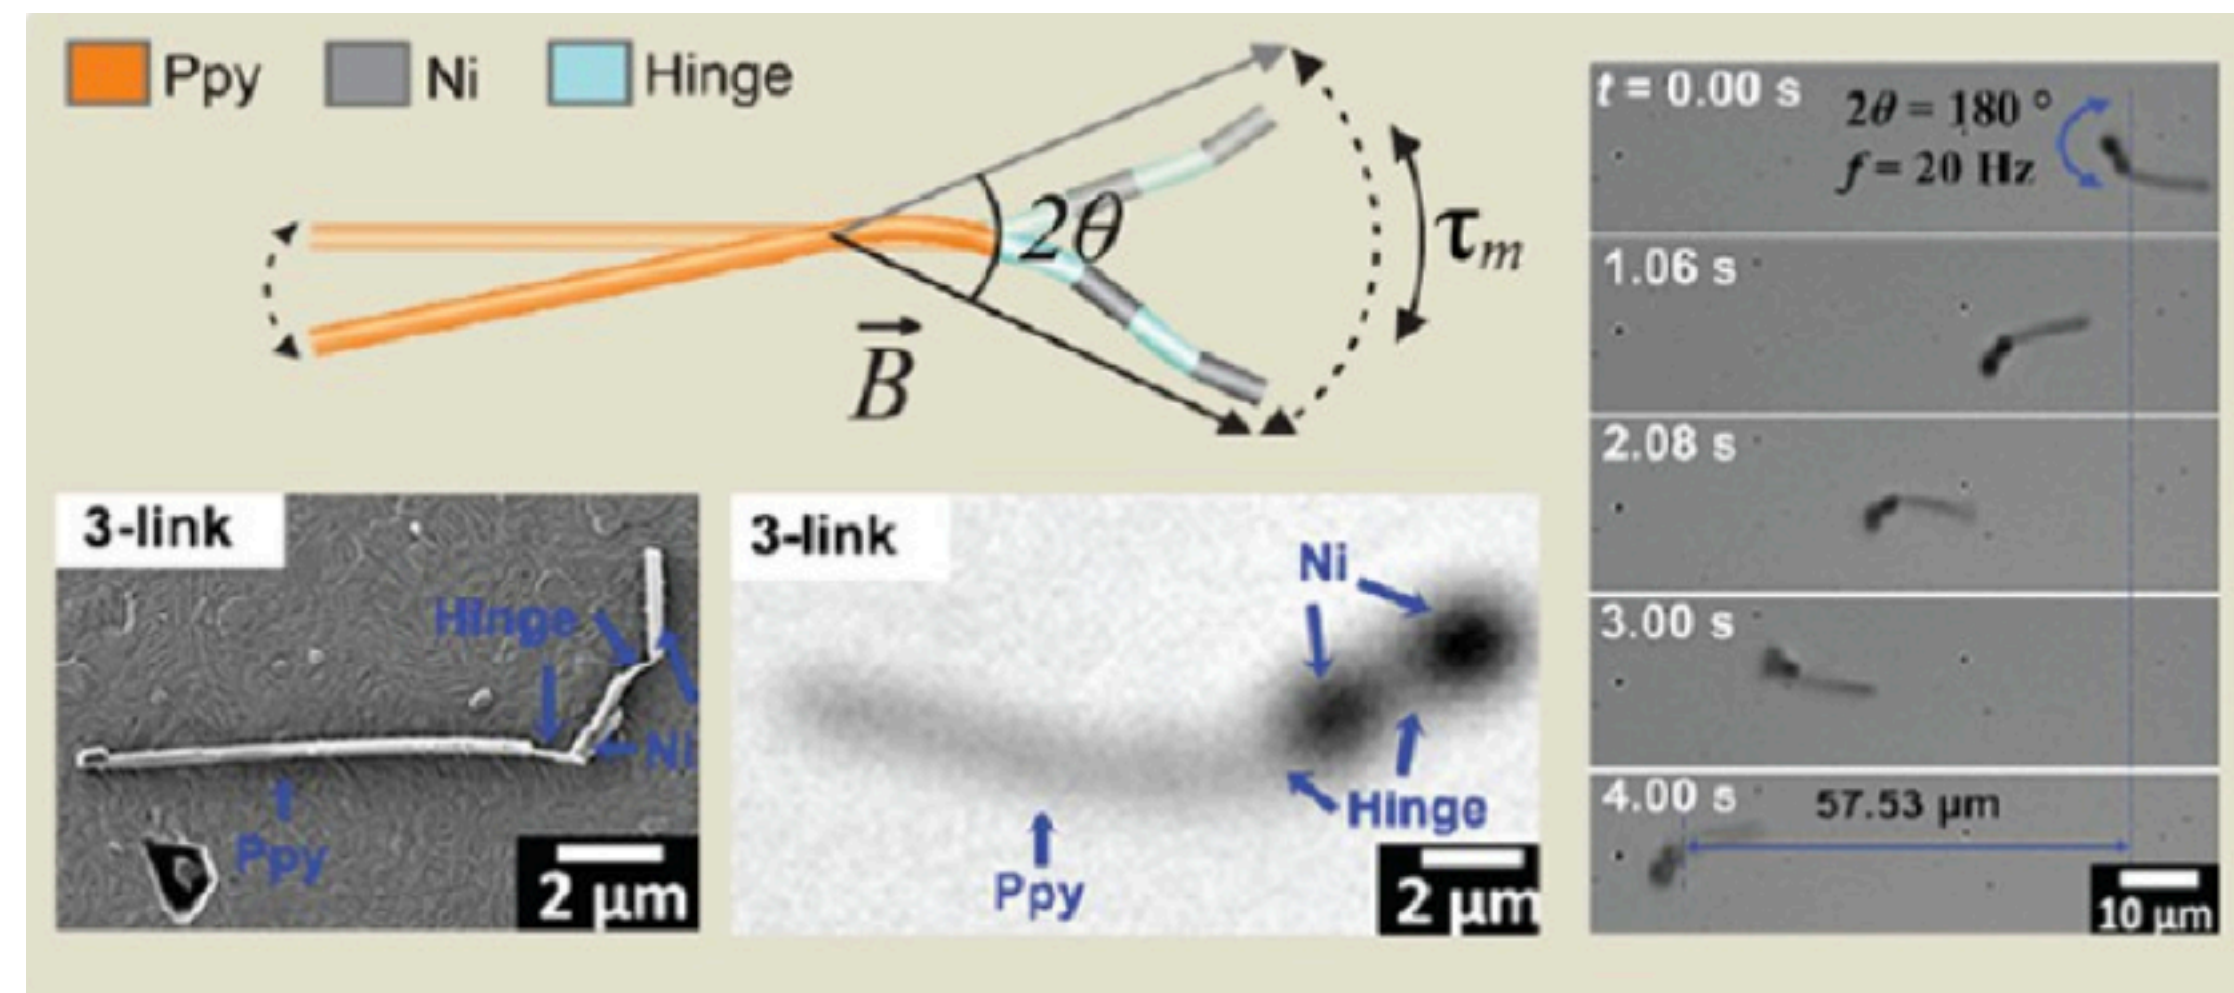 Ppy Ni Hinge
2θ
τm
B
3-link
Hinge
Ni
Ppy
2 μm
3-link
Ni
Hinge
Ppy
2 μm
t = 0.00 s
2θ = 180 °
f = 20 Hz
1.06 s
2.08 s
3.00 s
4.00 s
57.53 μm
10 μm